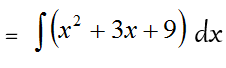 = ∫(x² + 3x + 9) dx